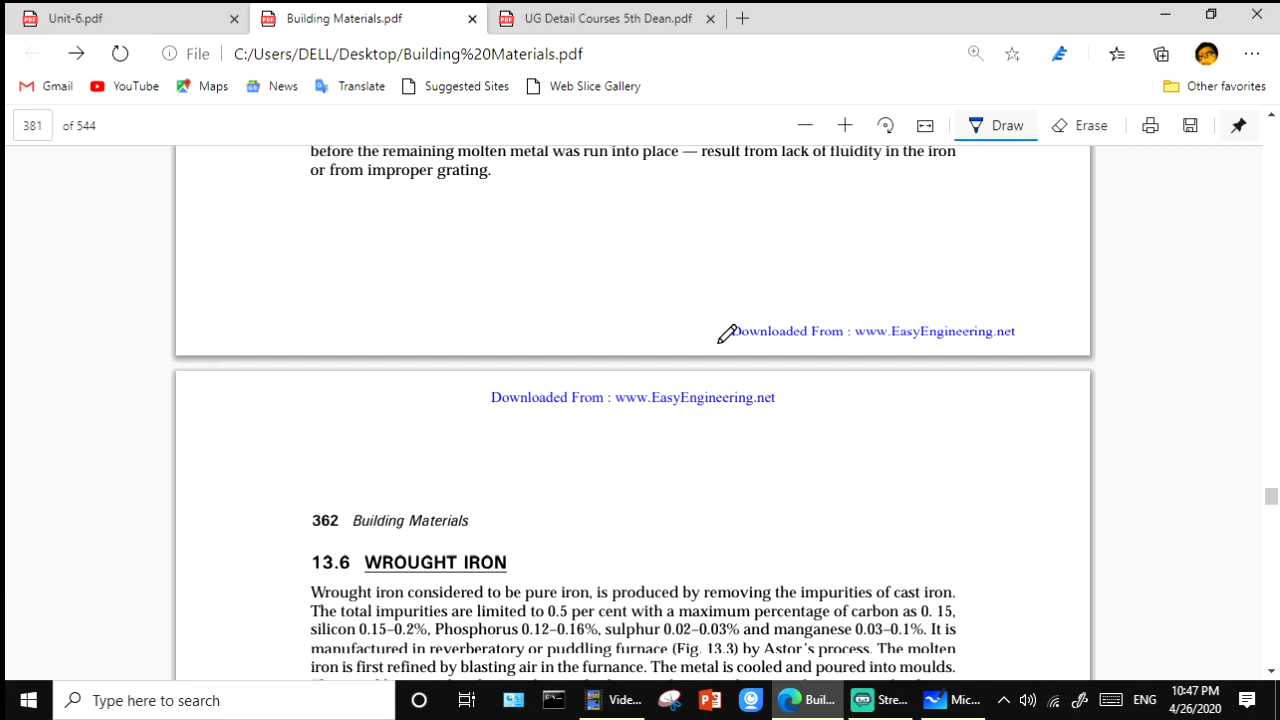 Unit-6.pdf
Building Materials.pdf
UG Detail Courses 5th Dean.pdf
File
C:/Users/DELL/Desktop/Building%20Materials.pdf
Gmail
YouTube
Maps
News
Translate
Suggested Sites
Web Slice Gallery
Other favorites
381 of 544
Draw
Erase
before the remaining molten metal was run into place — result from lack of fluidity in the iron
or from improper grating.
Downloaded From : www.EasyEngineering.net
Downloaded From : www.EasyEngineering.net
362 Building Materials
13.6 WROUGHT IRON
Wrought iron considered to be pure iron, is produced by removing the impurities of cast iron.
The total impurities are limited to 0.5 per cent with a maximum percentage of carbon as 0. 15,
silicon 0.15–0.2%, Phosphorus 0.12–0.16%, sulphur 0.02–0.03% and manganese 0.03–0.1%. It is
manufactured in reverberatory or puddling furnace (Fig. 13.3) by Astor's process. The molten
iron is first refined by blasting air in the furnance. The metal is cooled and poured into moulds.
Type here to search
Vide...
Buil...
Stre...
Mic...
ENG
10:47 PM
4/26/2020